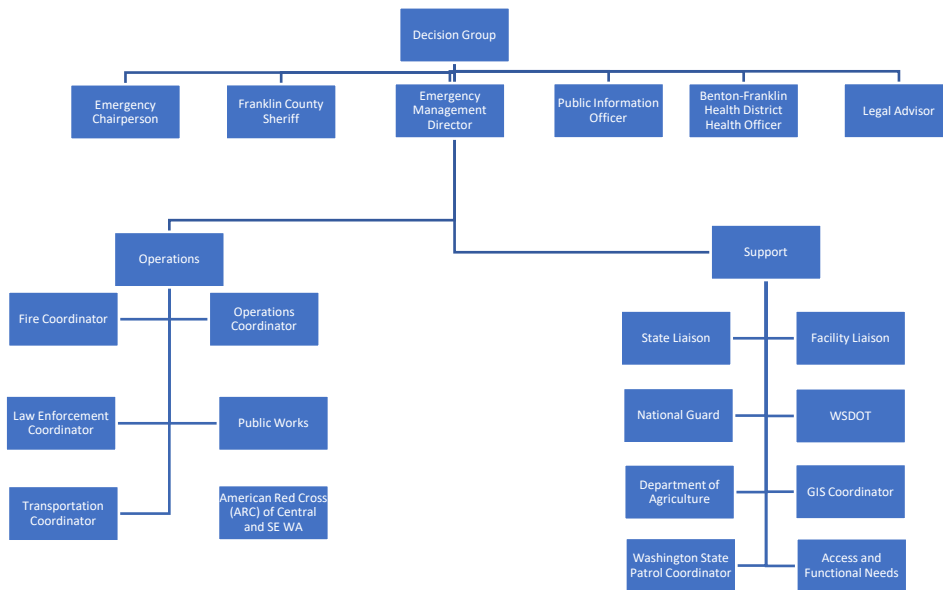 Decision Group
Emergency
Chairperson
Franklin County
Sheriff
Emergency
Management
Director
Public Information
Officer
Benton-Franklin
Health District
Health Officer
Legal Advisor
Operations
Support
Fire Coordinator
Operations
Coordinator
State Liaison
Facility Liaison
Law Enforcement
Coordinator
Public Works
National Guard
WSDOT
Transportation
Coordinator
American Red Cross
(ARC) of Central
and SE WA
Department of
Agriculture
GIS Coordinator
Washington State
Patrol Coordinator
Access and
Functional Needs